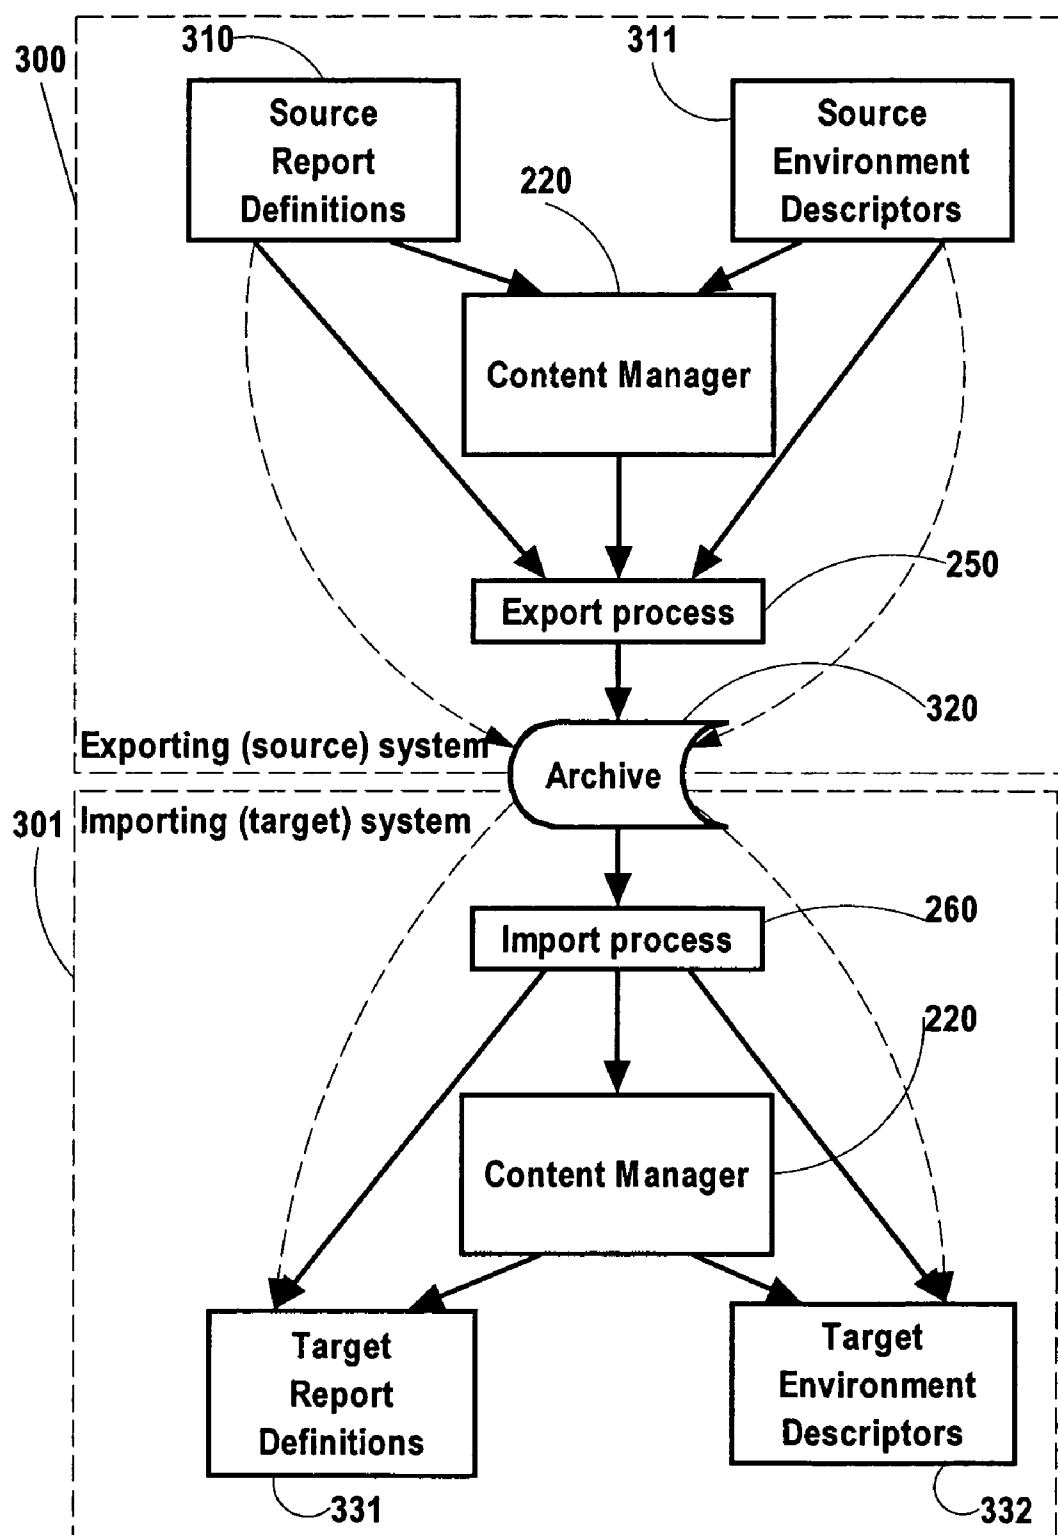 310
311
300
Source
Report
Definitions
Source
Environment
Descriptors
220
Content Manager
250
Export process
320
Exporting (source) system
Archive
301
Importing (target) system
260
Import process
220
Content Manager
Target
Report
Definitions
Target
Environment
Descriptors
331
332